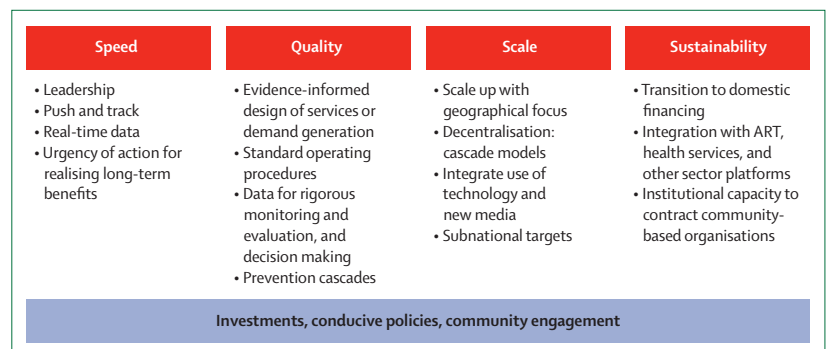 Speed
• Leadership
• Push and track
• Real-time data
• Urgency of action for
realising long-term
benefits
Quality
• Evidence-informed
design of services or
demand generation
• Standard operating
procedures
• Data for rigorous
monitoring and
evaluation, and
decision making
• Prevention cascades
Scale
• Scale up with
geographical focus
• Decentralisation:
cascade models
• Integrate use of
technology and
new media
• Subnational targets
Sustainability
• Transition to domestic
financing
• Integration with ART,
health services, and
other sector platforms
• Institutional capacity to
contract community-
based organisations
Investments, conducive policies, community engagement